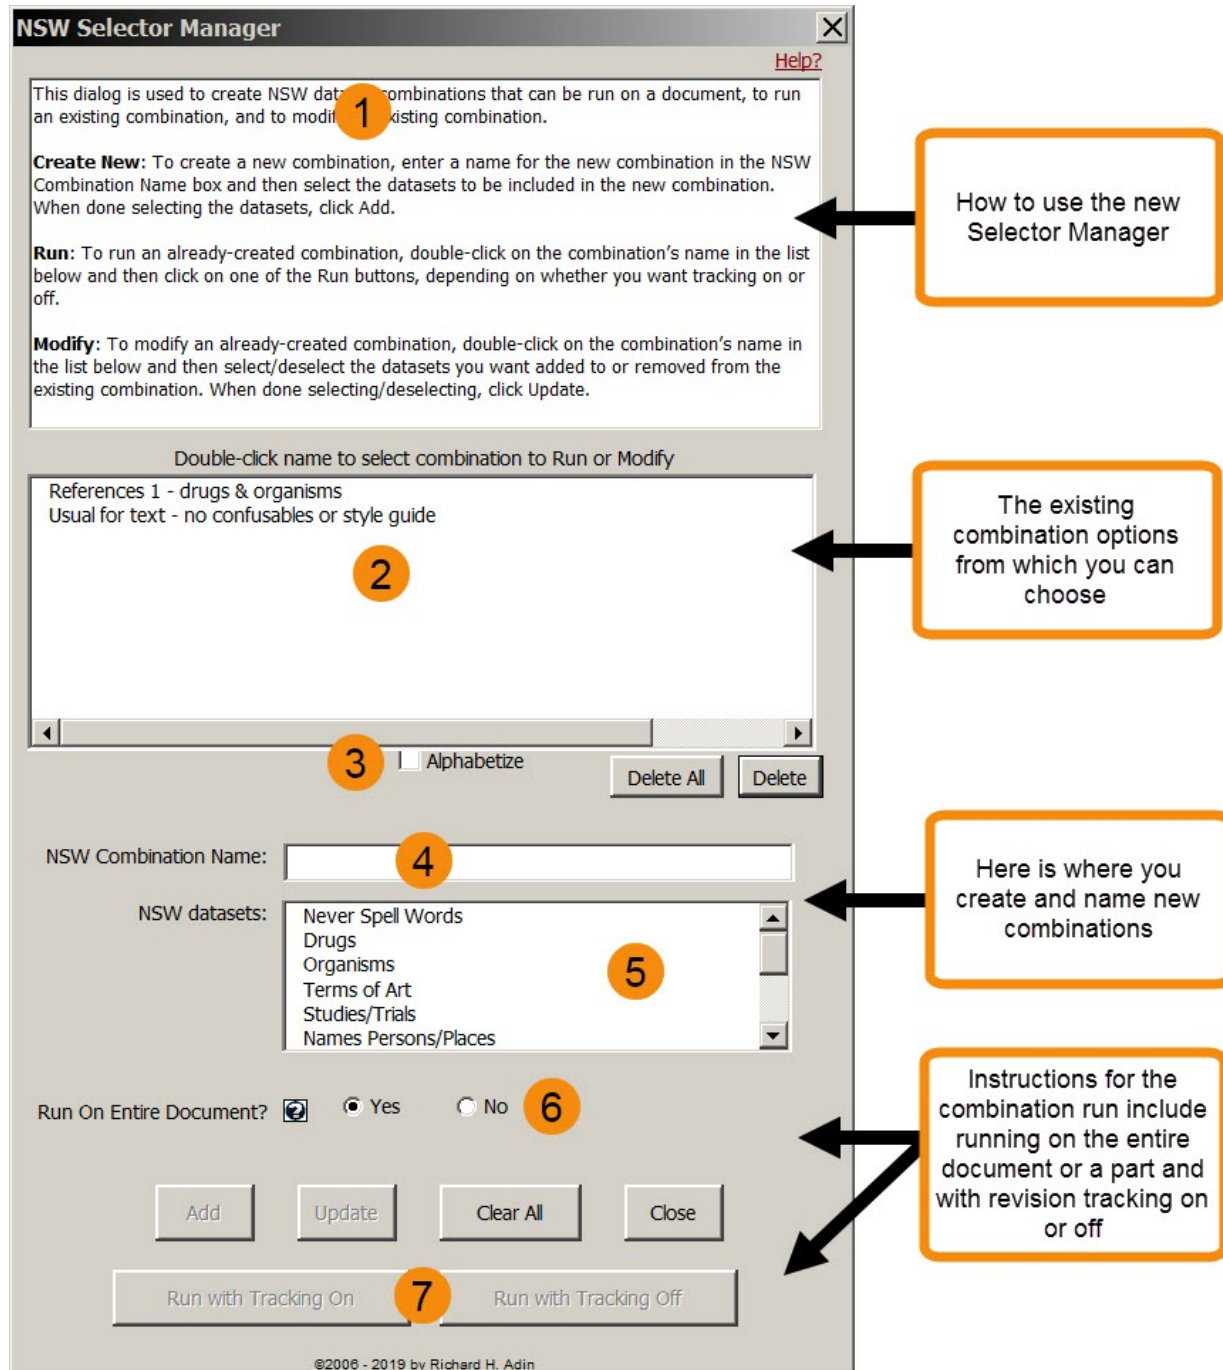 NSW Selector Manager
Help?
This dialog is used to create NSW combinations that can be run on a document, to run
an existing combination, and to existing combination.
1
Create New: To create a new combination, enter a name for the new combination in the NSW
Combination Name box and then select the datasets to be included in the new combination.
When done selecting the datasets, click Add.
Run: To run an already-created combination, double-click on the combination's name in the list
below and then click on one of the Run buttons, depending on whether you want tracking on or
off.
Modify: To modify an already-created combination, double-click on the combination's name in
the list below and then select/deselect the datasets you want added to or removed from the
existing combination. When done selecting/deselecting, click Update.
How to use the new
Selector Manager
Double-click name to select combination to Run or Modify
References 1 - drugs & organisms
Usual for text - no confusables or style guide
2
The existing
combination options
from which you can
choose
3
Alphabetize
Delete All
Delete
NSW Combination Name:
4
NSW datasets:
Never Spell Words
Drugs
Organisms
Terms of Art
Studies/Trials
Names Persons/Places
5
Here is where you
create and name new
combinations
Run On Entire Document?
Yes
No
6
Add
Update
Clear All
Close
Run with Tracking On
7
Run with Tracking Off
Instructions for the
combination run include
running on the entire
document or a part and
with revision tracking on
or off
©2006 - 2019 by Richard H. Adin